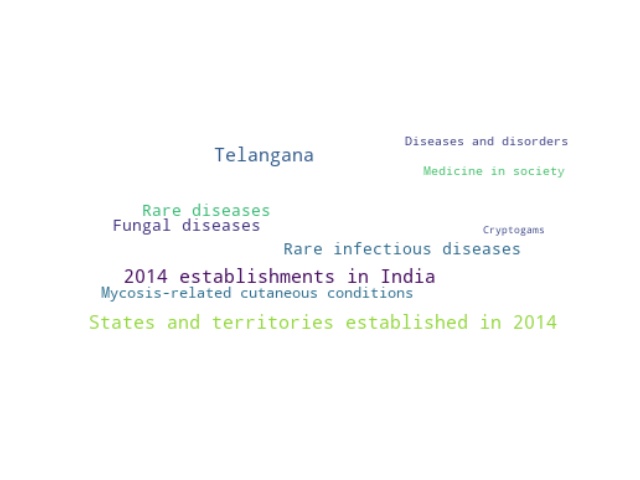 Diseases and disorders
Telangana
Medicine in society
Rare diseases
Fungal diseases
Cryptogams
Rare infectious diseases
2014 establishments in India
Mycosis-related cutaneous conditions
States and territories established in 2014